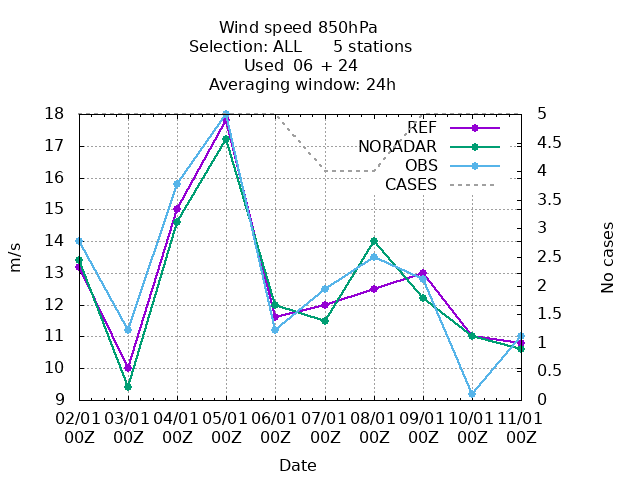 Wind speed 850hPa
Selection: ALL 5 stations
Used 06 + 24
Averaging window: 24h
18 5
17 4.5
16 4
15 3.5
14 3
13 2.5
12 2
11 1.5
10 1
9 0.5
0
REF
NORADAR
OBS
CASES
m/s
No cases
02/01 03/01 04/01 05/01 06/01 07/01 08/01 09/01 10/01 11/01
00Z 00Z 00Z 00Z 00Z 00Z 00Z 00Z 00Z 00Z
Date